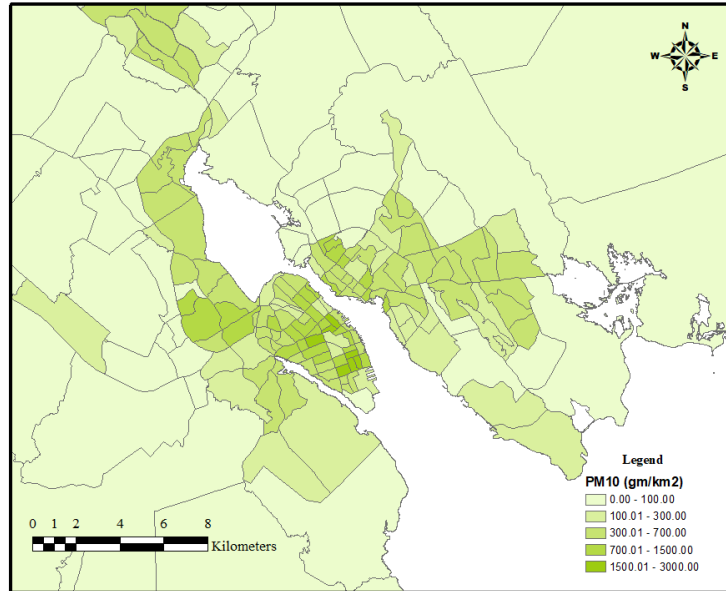 N
W E
S
Legend
PM10 (gm/km2)
0.00 - 100.00
100.01 - 300.00
300.01 - 700.00
700.01 - 1500.00
1500.01 - 3000.00
0 1 2 4 6 8
Kilometers